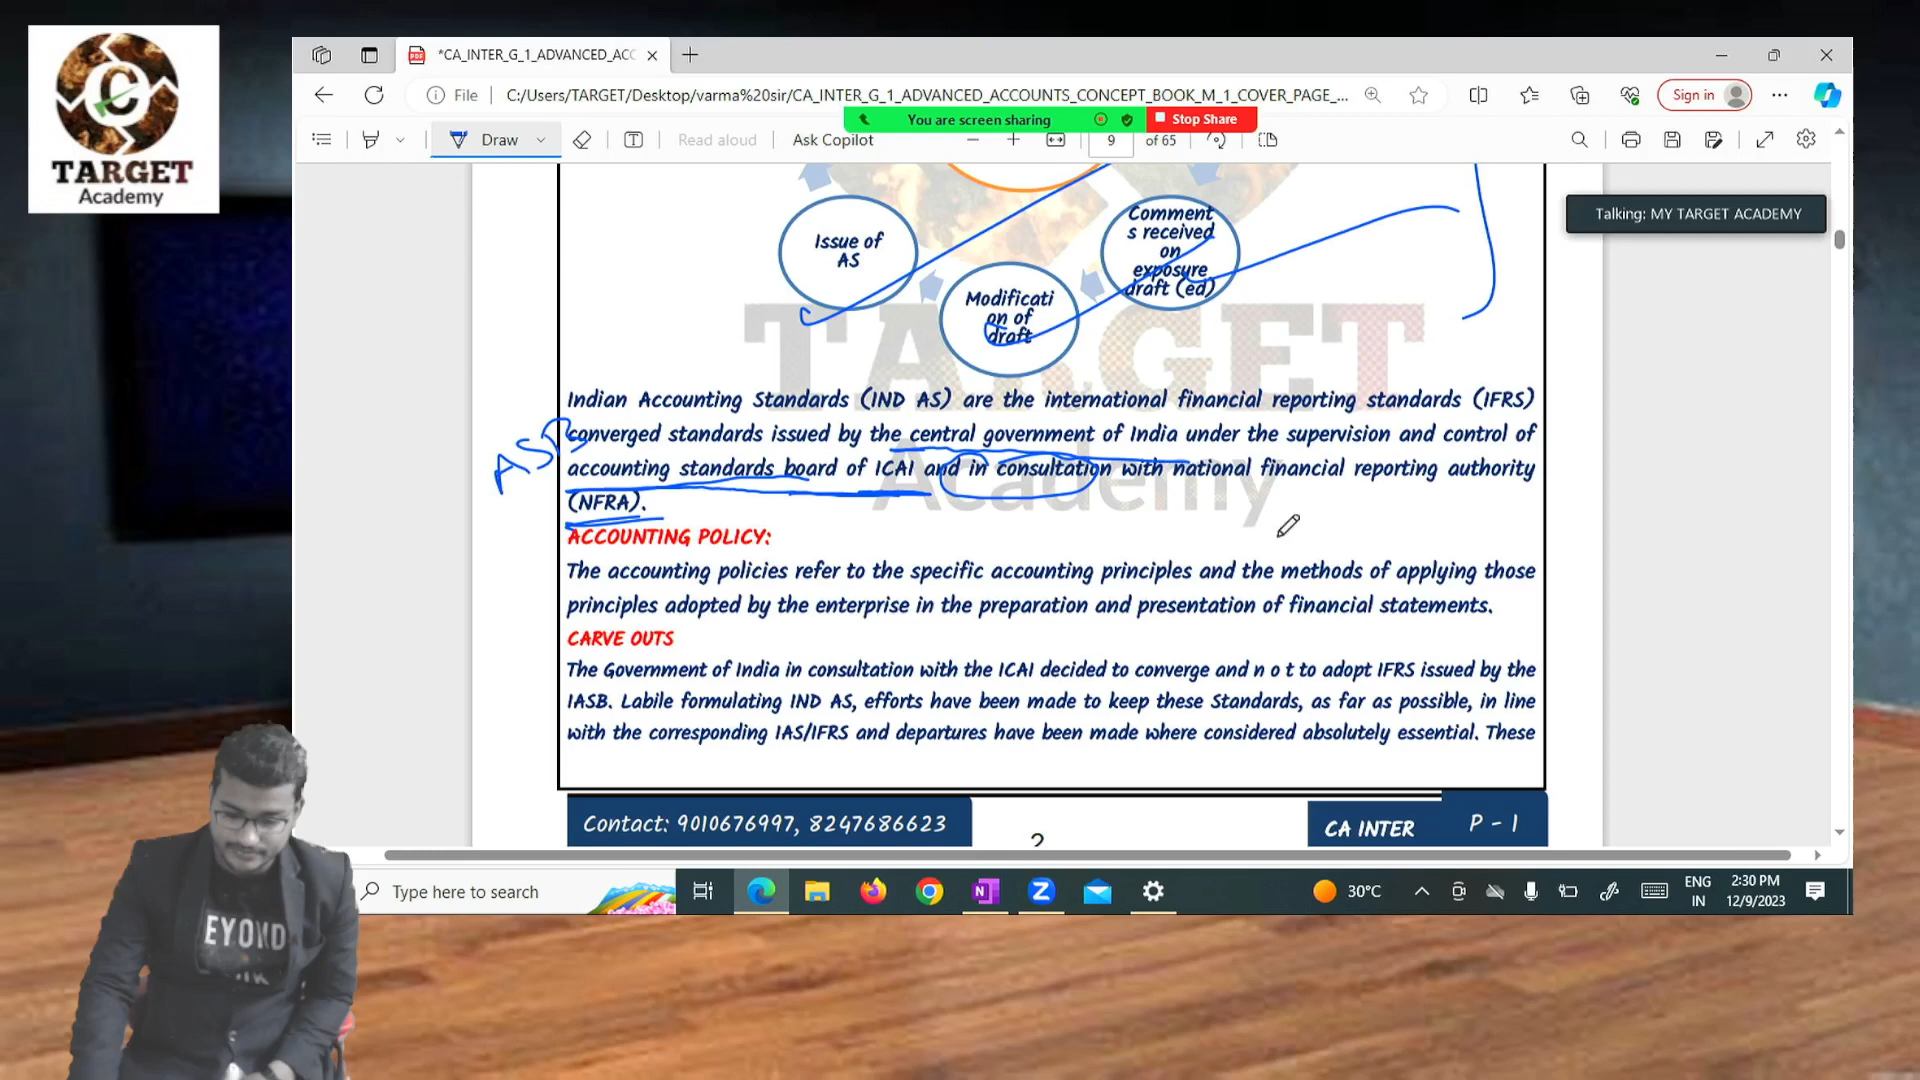 TARGET
Academy
*CA_INTER_G_1_ADVANCED_ACC
File
C:/Users/TARGET/Desktop/varma%20sir/CA_INTER_G_1_ADVANCED_ACCOUNTS_CONCEPT_BOOK_M_1_COVER_PAGE_...
Sign in
You are screen sharing
Stop Share
Draw
Read aloud
Ask Copilot
9
of 65
Talking: MY TARGET ACADEMY
Issue of
AS
Modificati
on of
draft
Comment
s received
on
exposure
draft (ed)
TARGET
Academy
ASB
Indian Accounting Standards (IND AS) are the international financial reporting standards (IFRS)
converged standards issued by the central government of India under the supervision and control of
accounting standards board of ICAI and in consultation with national financial reporting authority
(NFRA).
ACCOUNTING POLICY:
The accounting policies refer to the specific accounting principles and the methods of applying those
principles adopted by the enterprise in the preparation and presentation of financial statements.
CARVE OUTS
The Government of India in consultation with the ICAI decided to converge and n o t to adopt IFRS issued by the
IASB. Labile formulating IND AS, efforts have been made to keep these Standards, as far as possible, in line
with the corresponding IAS/IFRS and departures have been made where considered absolutely essential. These
Contact: 9010676997, 8247686623
2
CA INTER
P - 1
Type here to search
30°C
ENG
IN
2:30 PM
12/9/2023
EYOND